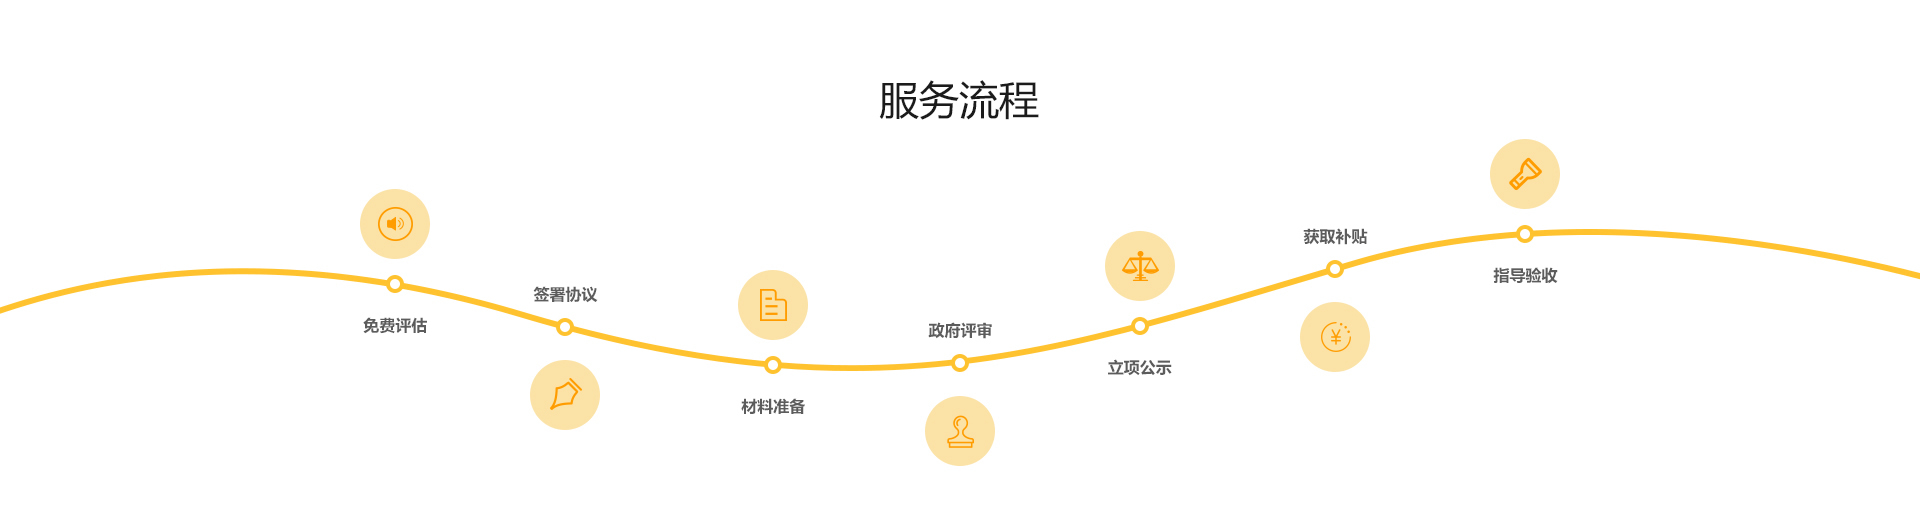 服务流程
免费评估
签署协议
材料准备
政府评审
立项公示
获取补贴
指导验收